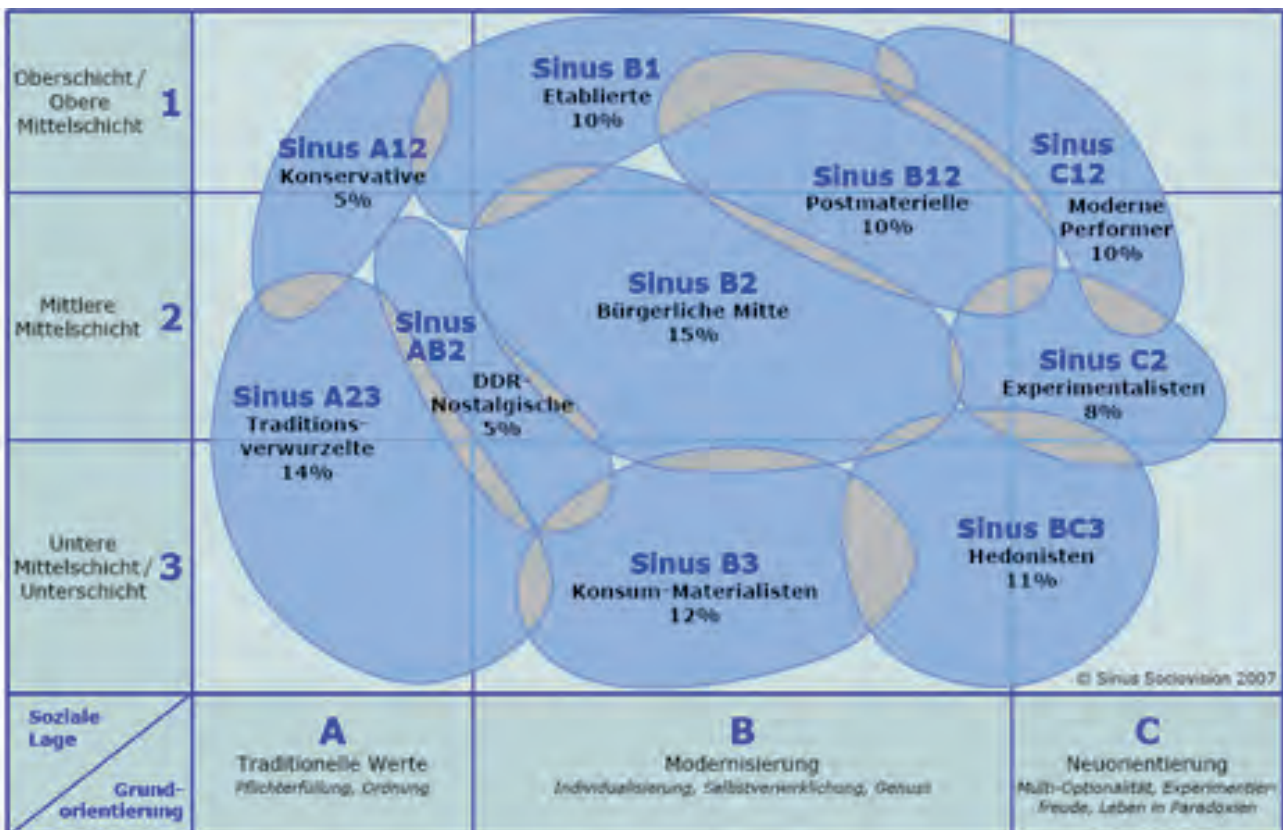 Oberschicht /
Obere
Mittelschicht
1
Sinus B1
Etablierte
10%
Sinus A12
Konservative
5%
Sinus B12
Postmaterielle
10%
Sinus
C12
Moderne
Performer
10%
Mittlere
Mittelschicht
2
Sinus
AB2
DDR-
Nostalgische
5%
Sinus B2
Bürgerliche Mitte
15%
Sinus A23
Traditions-
verwurzelte
14%
Sinus C2
Experimentalisten
8%
Untere
Mittelschicht /
Unterschicht
3
Sinus B3
Konsum-Materialisten
12%
Sinus BC3
Hedonisten
11%
© Sinus Sociovision 2007
Soziale
Lage
Grund-
orientierung
A
Traditionelle Werte
Pflichterfüllung, Ordnung
B
Modernisierung
Individualisierung, Selbstverwirklichung, Genuss
C
Neuorientierung
Multi-Optionalität, Experimentier-
freude, Leben in Paradoxien